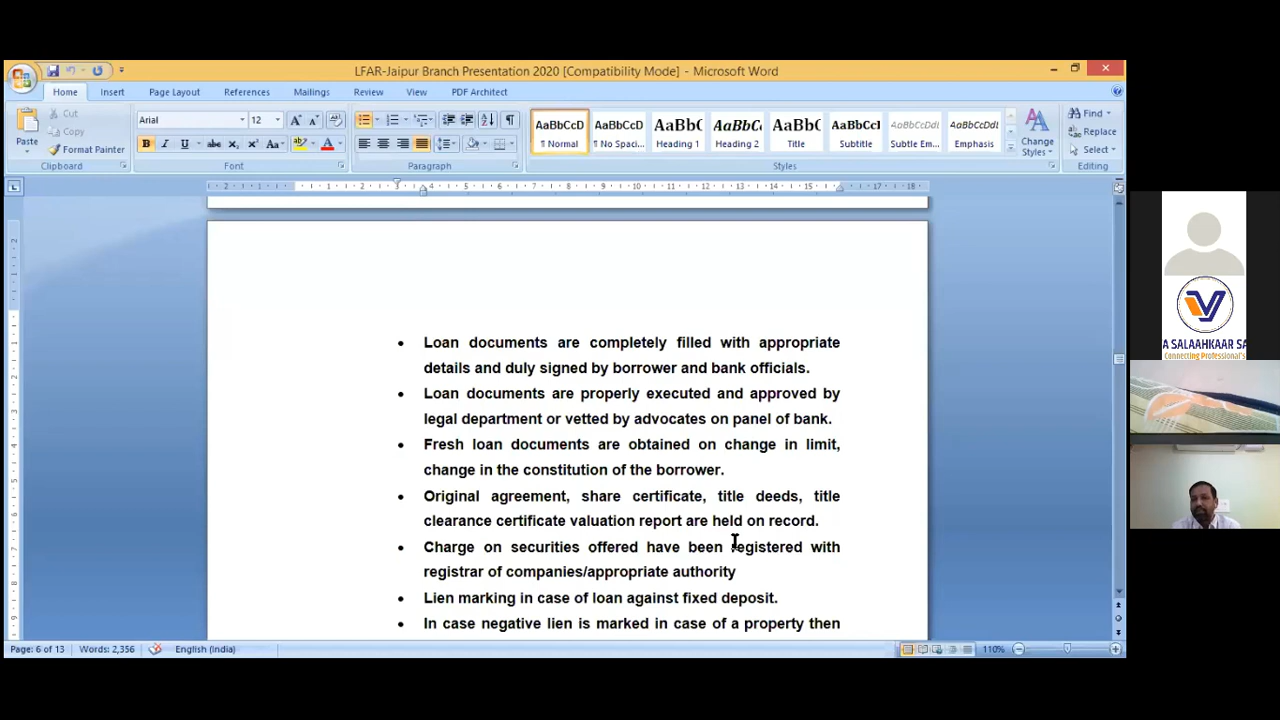 LFAR-Jaipur Branch Presentation 2020 [Compatibility Mode] - Microsoft Word
Home Insert Page Layout References Mailings Review View PDF Architect
Paste Cut Copy Format Painter
Arial 12
AaBbCcD AaBbCcD AaBbC AaBbCc AaBbC AaBbCcI AaBbCcDdI AaBbCcDdI
¶ Normal ¶ No Spaci... Heading 1 Heading 2 Title Subtitle Subtle Em... Emphasis
Change Styles
Find Replace Select
Clipboard Font Paragraph Styles Editing
Loan documents are completely filled with appropriate
details and duly signed by borrower and bank officials.
Loan documents are properly executed and approved by
legal department or vetted by advocates on panel of bank.
Fresh loan documents are obtained on change in limit,
change in the constitution of the borrower.
Original agreement, share certificate, title deeds, title
clearance certificate valuation report are held on record.
Charge on securities offered have been registered with
registrar of companies/appropriate authority
Lien marking in case of loan against fixed deposit.
In case negative lien is marked in case of a property then
Page: 6 of 13 Words: 2,356 English (India) 110%
A SALAAHKAAR SA
Connecting Professional's